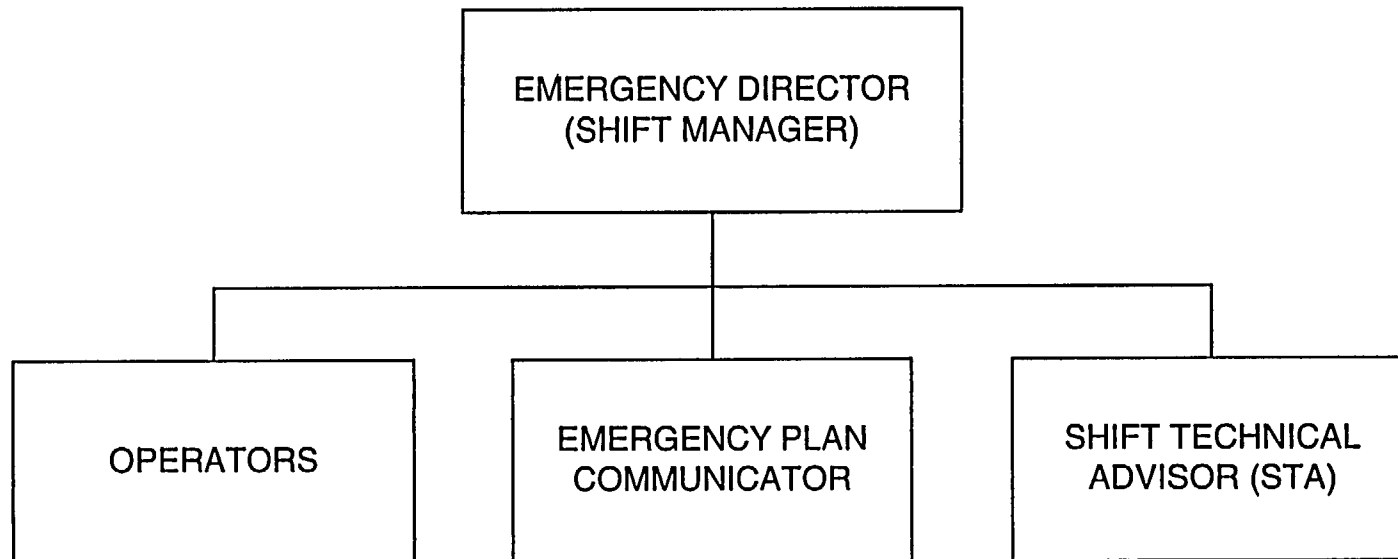 EMERGENCY DIRECTOR
(SHIFT MANAGER)
OPERATORS
EMERGENCY PLAN
COMMUNICATOR
SHIFT TECHNICAL
ADVISOR (STA)